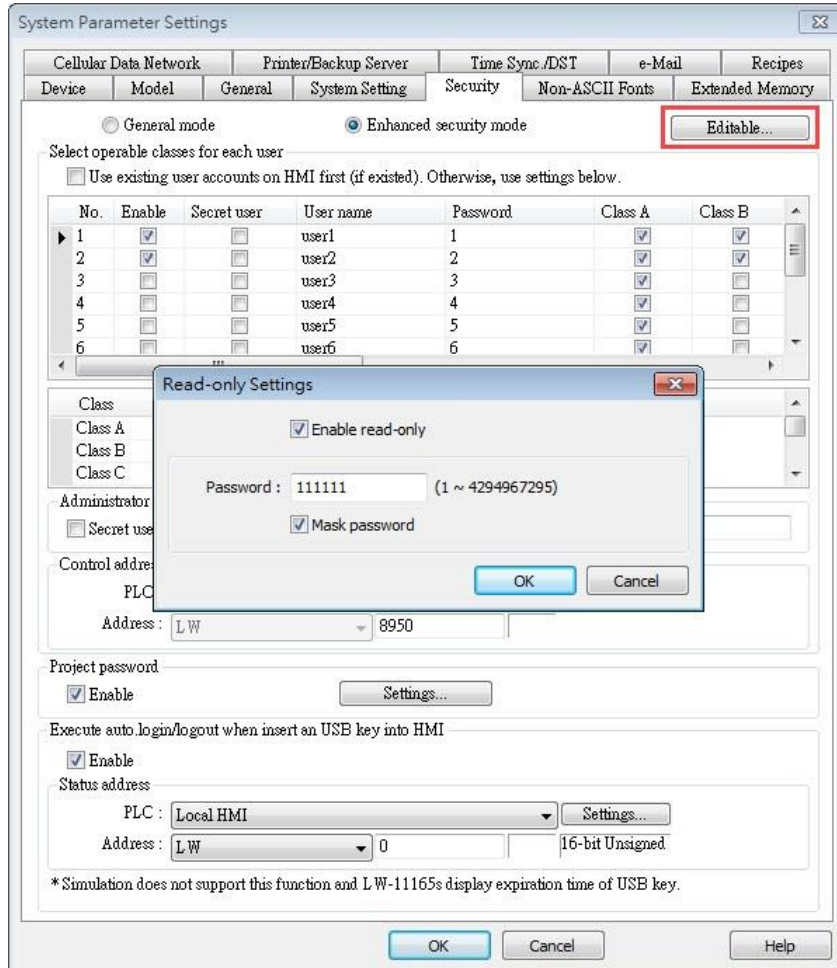 System Parameter Settings
Cellular Data Network Printer/Backup Server Time Sync./DST e-Mail Recipes
Device Model General System Setting Security Non-ASCII Fonts Extended Memory
General mode Enhanced security mode Editable...
Select operable classes for each user
Use existing user accounts on HMI first (if existed). Otherwise, use settings below.
No. Enable Secret user User name Password Class A Class B
1 user1 1
2 user2 2
3 user3 3
4 user4 4
5 user5 5
6 user6 6
Read-only Settings
Class
Class A
Class B
Class C
Enable read-only
Password : 111111 (1 ~ 4294967295)
Mask password
OK Cancel
Administrator
Secret use
Control addre
PLC
Address : LW 8950
Project password
Enable Settings...
Execute auto.login/logout when insert an USB key into HMI
Enable
Status address
PLC : Local HMI Settings...
Address : LW 0 16-bit Unsigned
* Simulation does not support this function and LW-11165s display expiration time of USB key.
OK Cancel Help